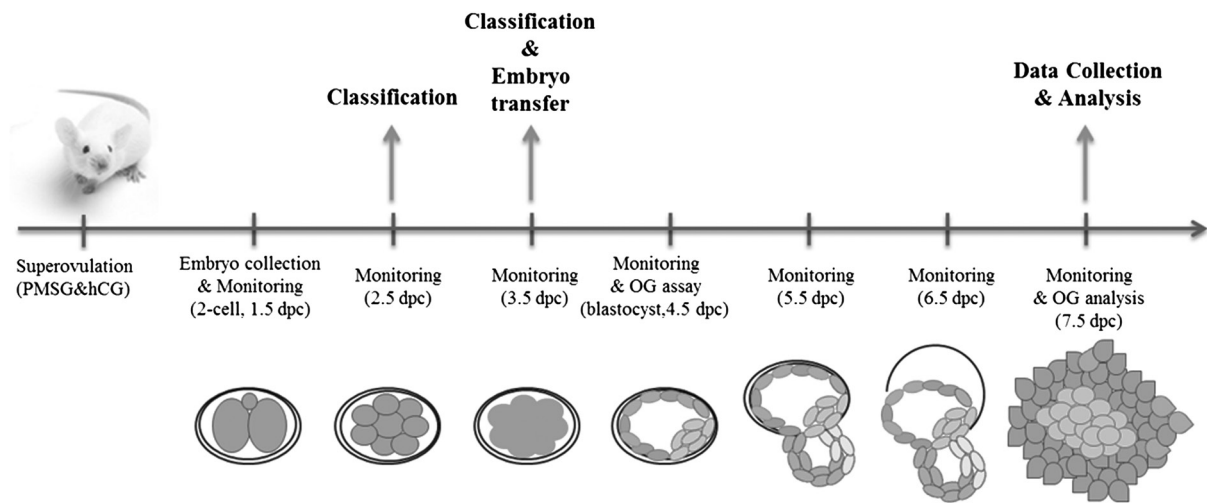 Classification
Classification
&
Embryo
transfer
Data Collection
& Analysis
Superovulation
(PMSG&hCG)
Embryo collection
& Monitoring
(2-cell, 1.5 dpc)
Monitoring
(2.5 dpc)
Monitoring
(3.5 dpc)
Monitoring
& OG assay
(blastocyst,4.5 dpc)
Monitoring
(5.5 dpc)
Monitoring
(6.5 dpc)
Monitoring
& OG analysis
(7.5 dpc)